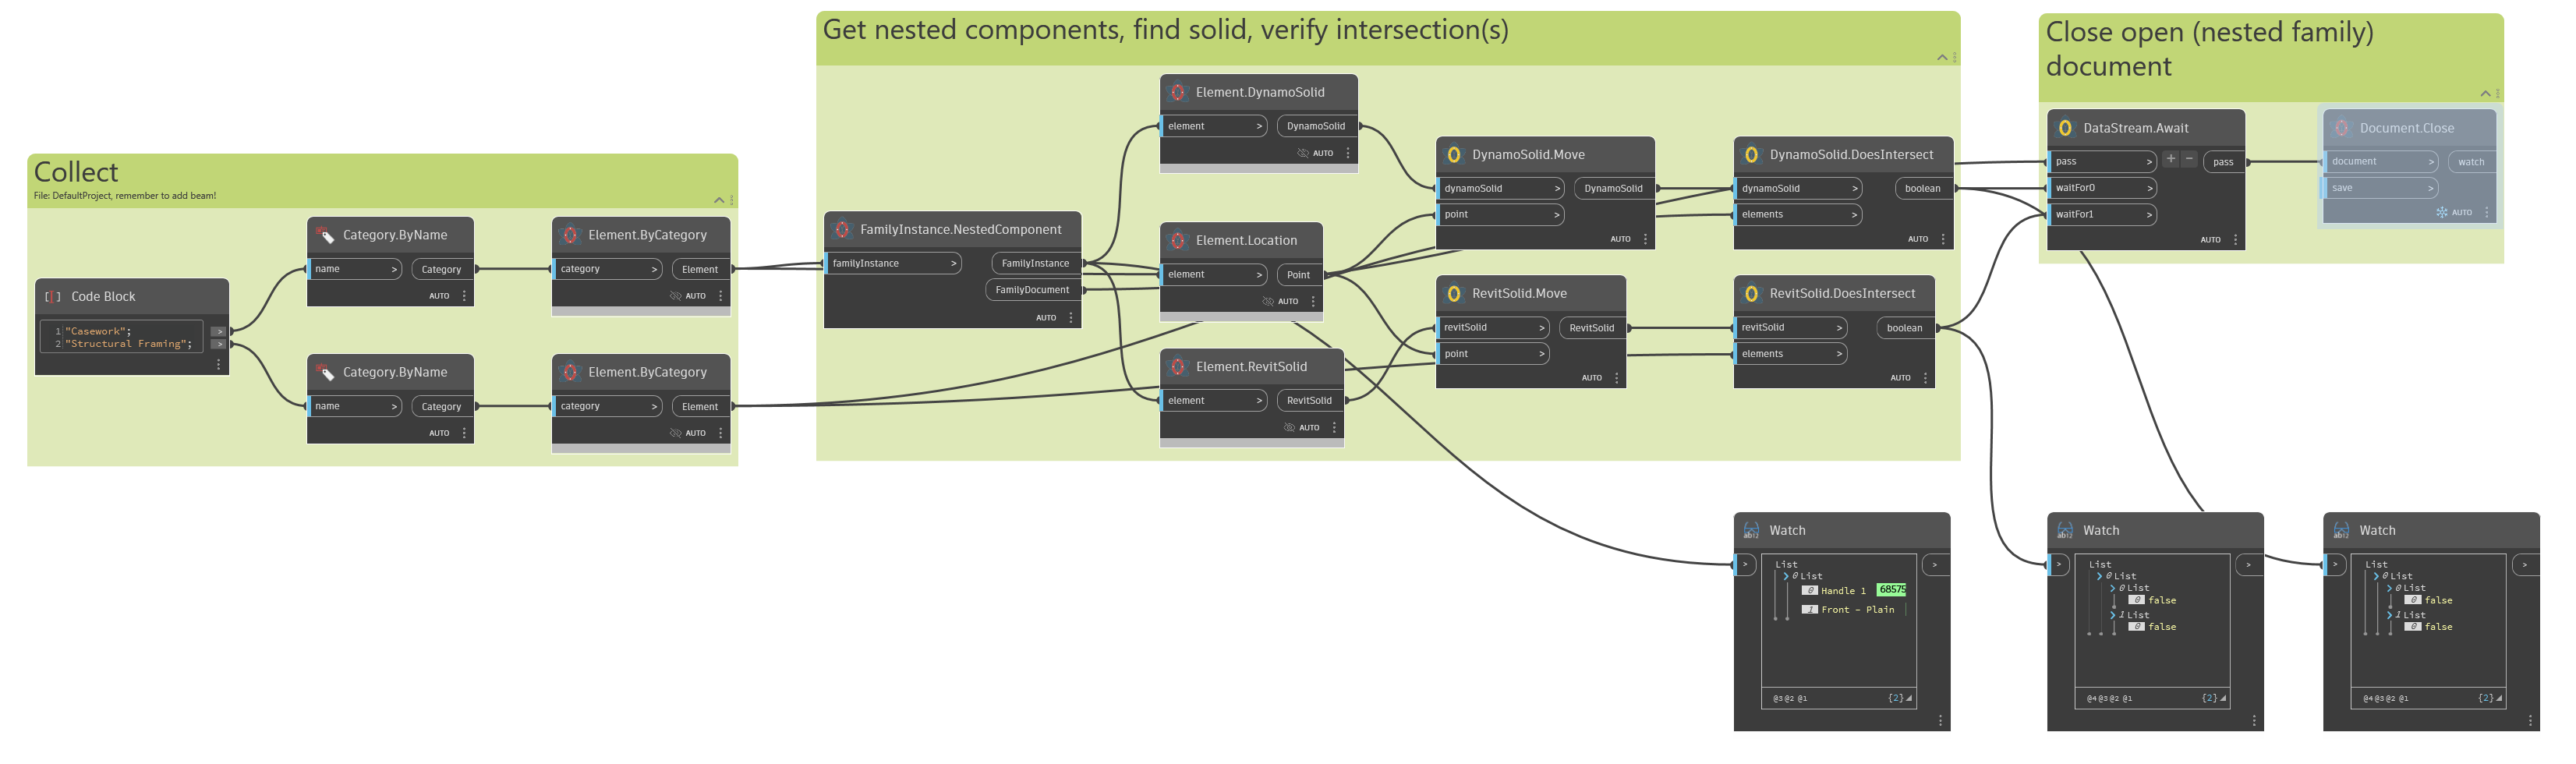 Collect
File: DefaultProject, remember to add beam!
Code Block
1 "Casework"; >
2 "Structural Framing"; >
Category.ByName
name > Category
AUTO
Element.ByCategory
category > Element
AUTO
Category.ByName
name > Category
AUTO
Element.ByCategory
category > Element
AUTO
Get nested components, find solid, verify intersection(s)
FamilyInstance.NestedComponent
familyInstance > FamilyInstance
FamilyDocument
AUTO
Element.DynamoSolid
element > DynamoSolid
AUTO
Element.Location
element > Point
AUTO
Element.RevitSolid
element > RevitSolid
AUTO
DynamoSolid.Move
dynamoSolid > DynamoSolid
point >
AUTO
RevitSolid.Move
revitSolid > RevitSolid
point >
AUTO
DynamoSolid.DoesIntersect
dynamoSolid > boolean
elements >
AUTO
RevitSolid.DoesIntersect
revitSolid > boolean
elements >
AUTO
Close open (nested family)
document
DataStream.Await
pass > + - pass
waitFor0 >
waitFor1 >
AUTO
Document.Close
document > watch
save >
AUTO
Watch
> >
List
0 List
0 Handle 1 68575
1 Front - Plain
@3 @2 @1 {2}
Watch
> >
List
0 List
0 List
0 false
1 List
0 false
@4 @3 @2 @1 {2}
Watch
> >
List
0 List
0 List
0 false
1 List
0 false
@4 @3 @2 @1 {2}